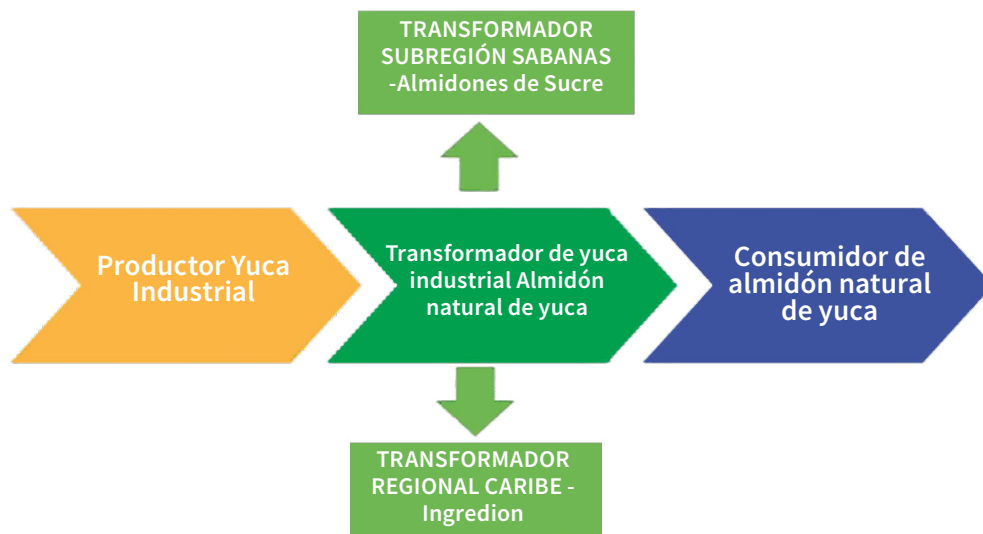 TRANSFORMADOR
SUBREGIÓN SABANAS
-Almidones de Sucre
Productor Yuca
Industrial
Transformador de yuca
industrial Almidón
natural de yuca
Consumidor de
almidón natural
de yuca
TRANSFORMADOR
REGIONAL CARIBE -
Ingredion